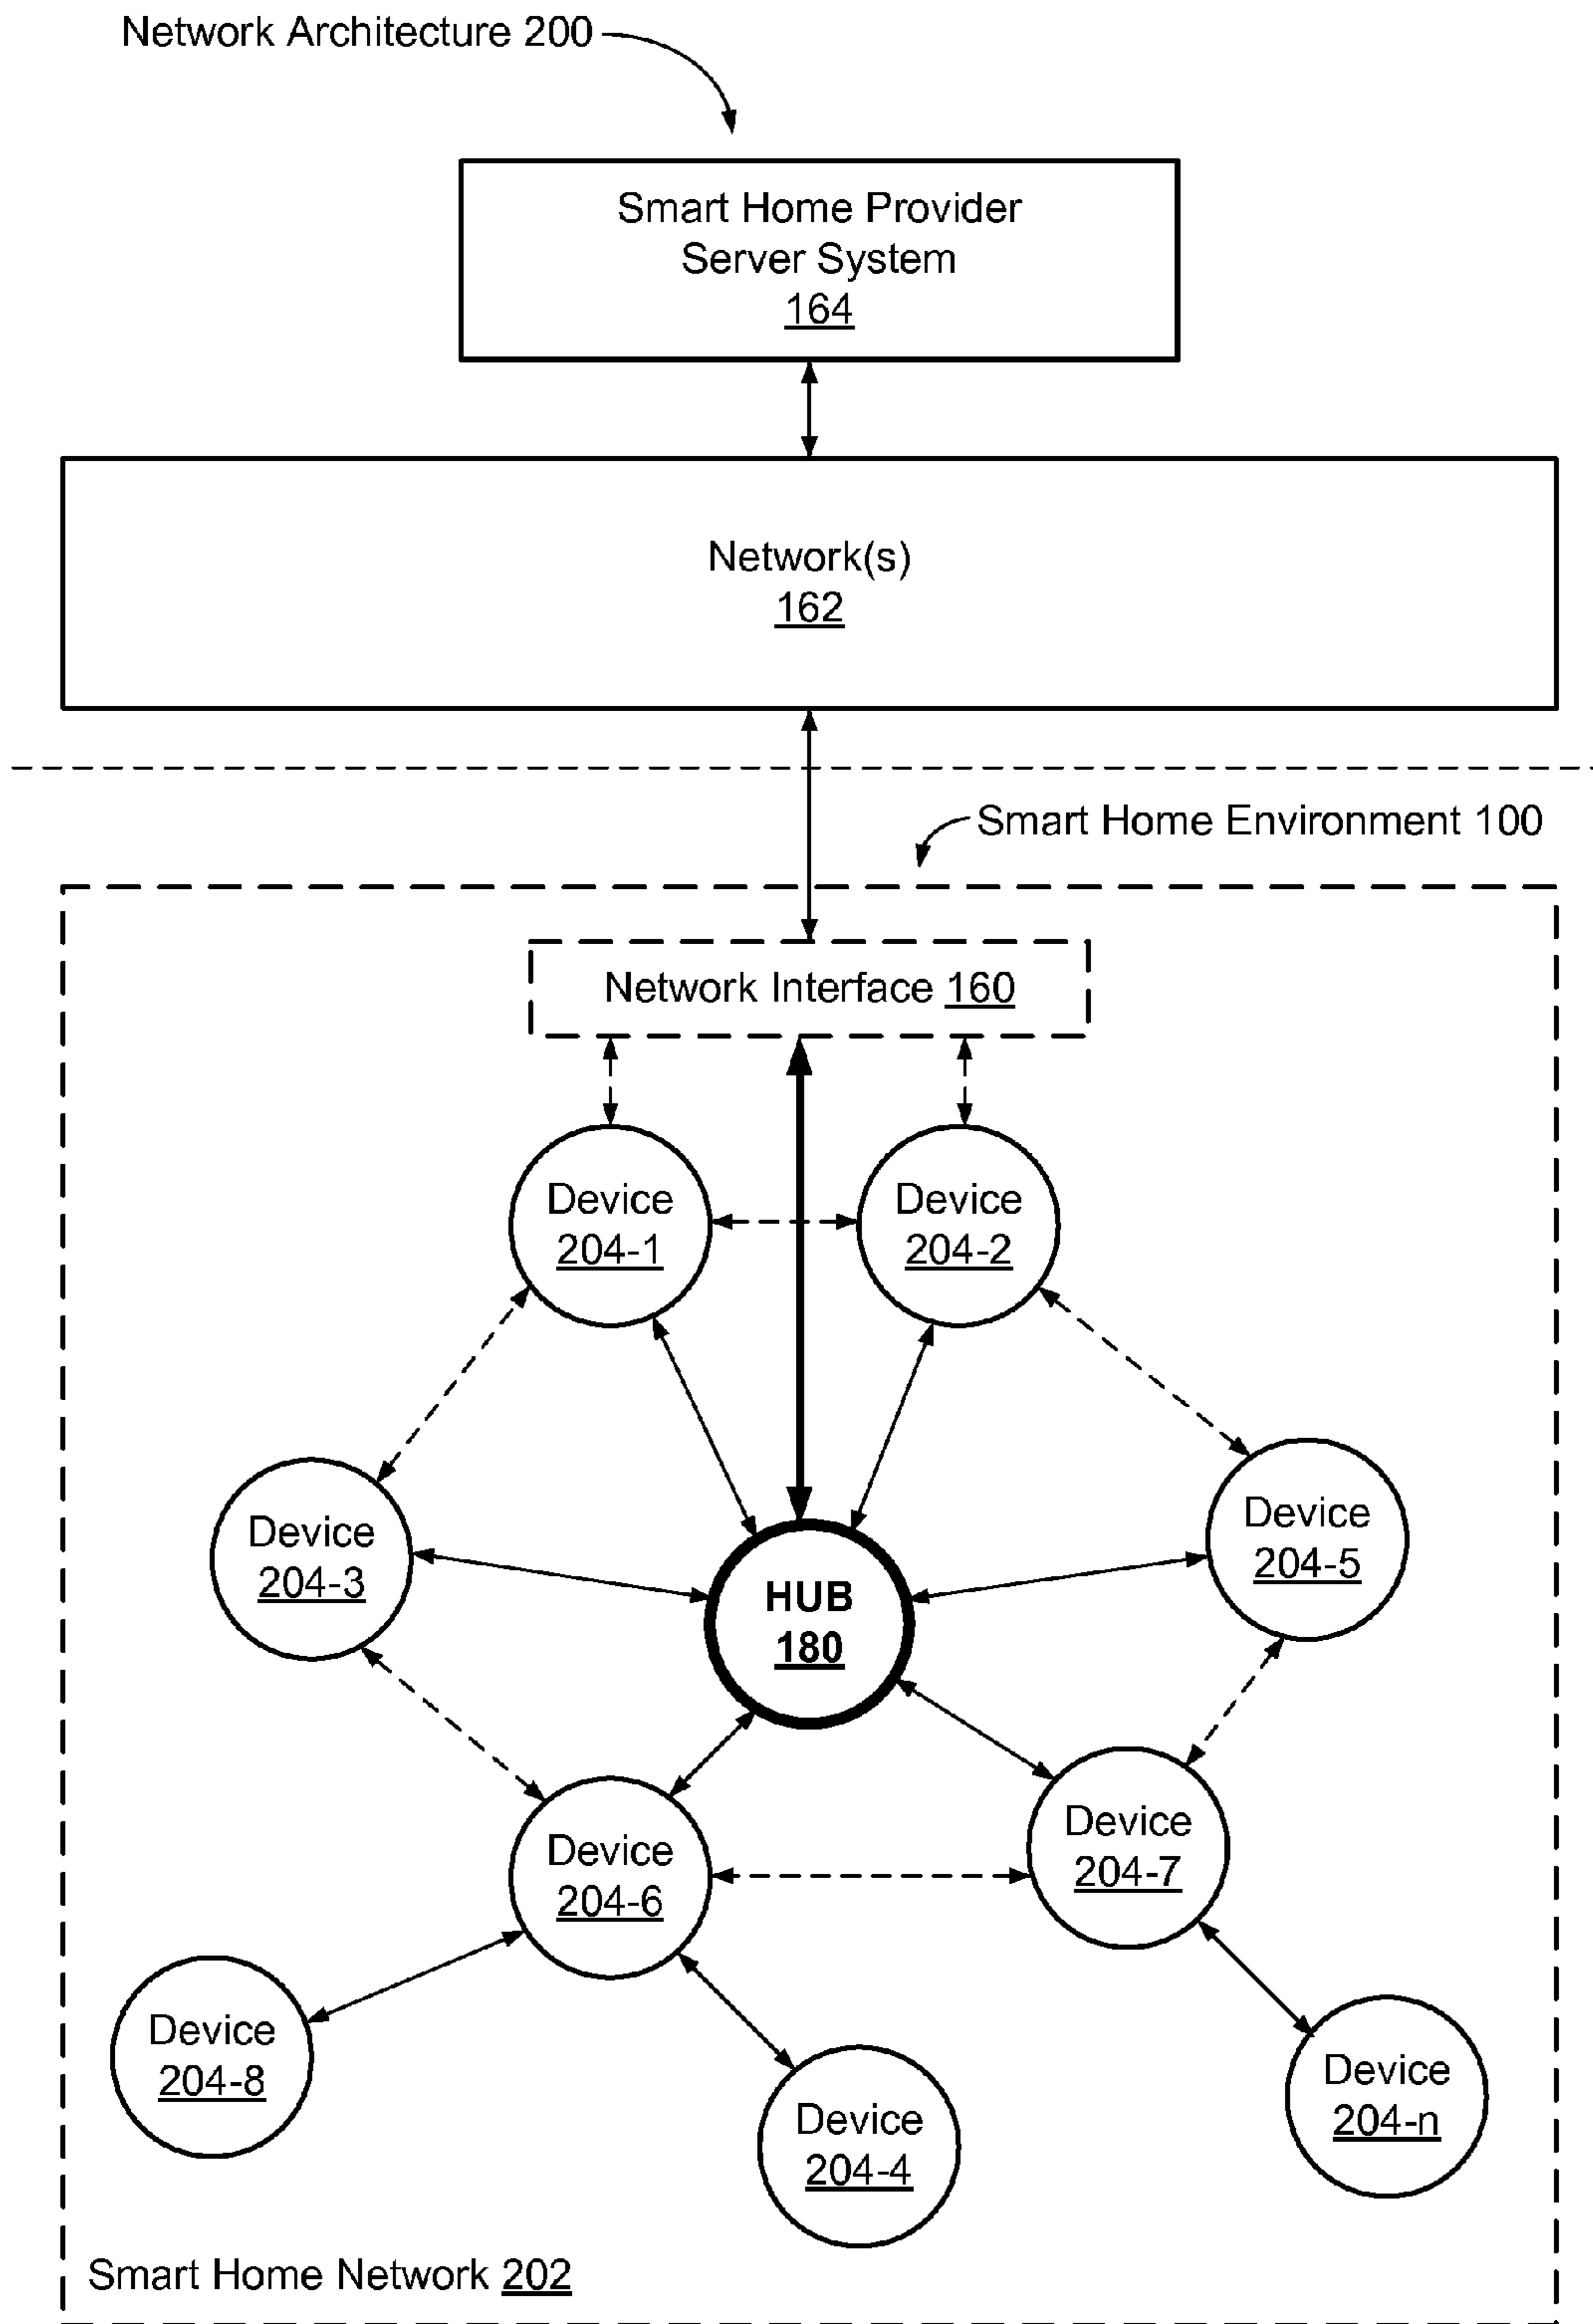 Network Architecture 200
Smart Home Provider
Server System
164
Network(s)
162
Smart Home Environment 100
Network Interface 160
Device
204-1
Device
204-2
Device
204-3
Device
204-5
HUB
180
Device
204-6
Device
204-7
Device
204-8
Device
204-4
Device
204-n
Smart Home Network 202